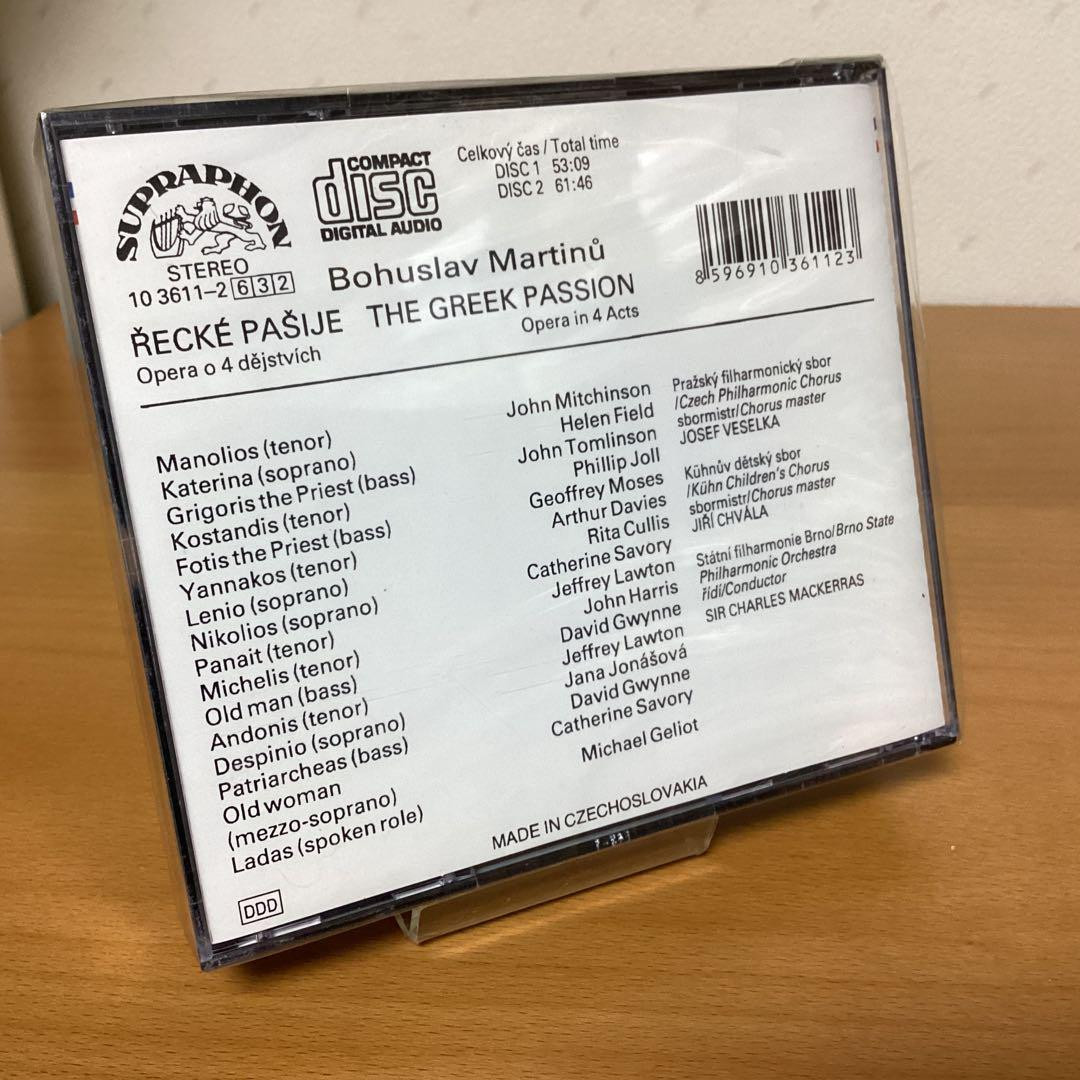 SUPRAPHON
STEREO
10 3611-2 632
COMPACT
disc
DIGITAL AUDIO
Celkový čas / Total time
DISC 1 53:09
DISC 2 61:46
8596910361123
Bohuslav Martinů
ŘECKÉ PAŠIJE THE GREEK PASSION
Opera o 4 dějstvích Opera in 4 Acts
Manolios (tenor) John Mitchinson
Katerina (soprano) Helen Field
Grigoris the Priest (bass) John Tomlinson
Kostandis (tenor) Phillip Joll
Fotis the Priest (bass) Geoffrey Moses
Yannakos (tenor) Arthur Davies
Lenio (soprano) Rita Cullis
Nikolios (soprano) Catherine Savory
Panait (tenor) Jeffrey Lawton
Michelis (tenor) John Harris
Old man (bass) David Gwynne
Andonis (tenor) Jeffrey Lawton
Despinio (soprano) Jana Jonášová
Patriarcheas (bass) David Gwynne
Old woman Catherine Savory
(mezzo-soprano)
Ladas (spoken role) Michael Geliot
Pražský filharmonický sbor
/Czech Philharmonic Chorus
sbormistr/Chorus master
JOSEF VESELKA
Kühnův dětský sbor
/Kühn Children's Chorus
sbormistr/Chorus master
JIŘÍ CHVÁLA
Státní filharmonie Brno/Brno State
Philharmonic Orchestra
řídí/Conductor
SIR CHARLES MACKERRAS
MADE IN CZECHOSLOVAKIA
DDD